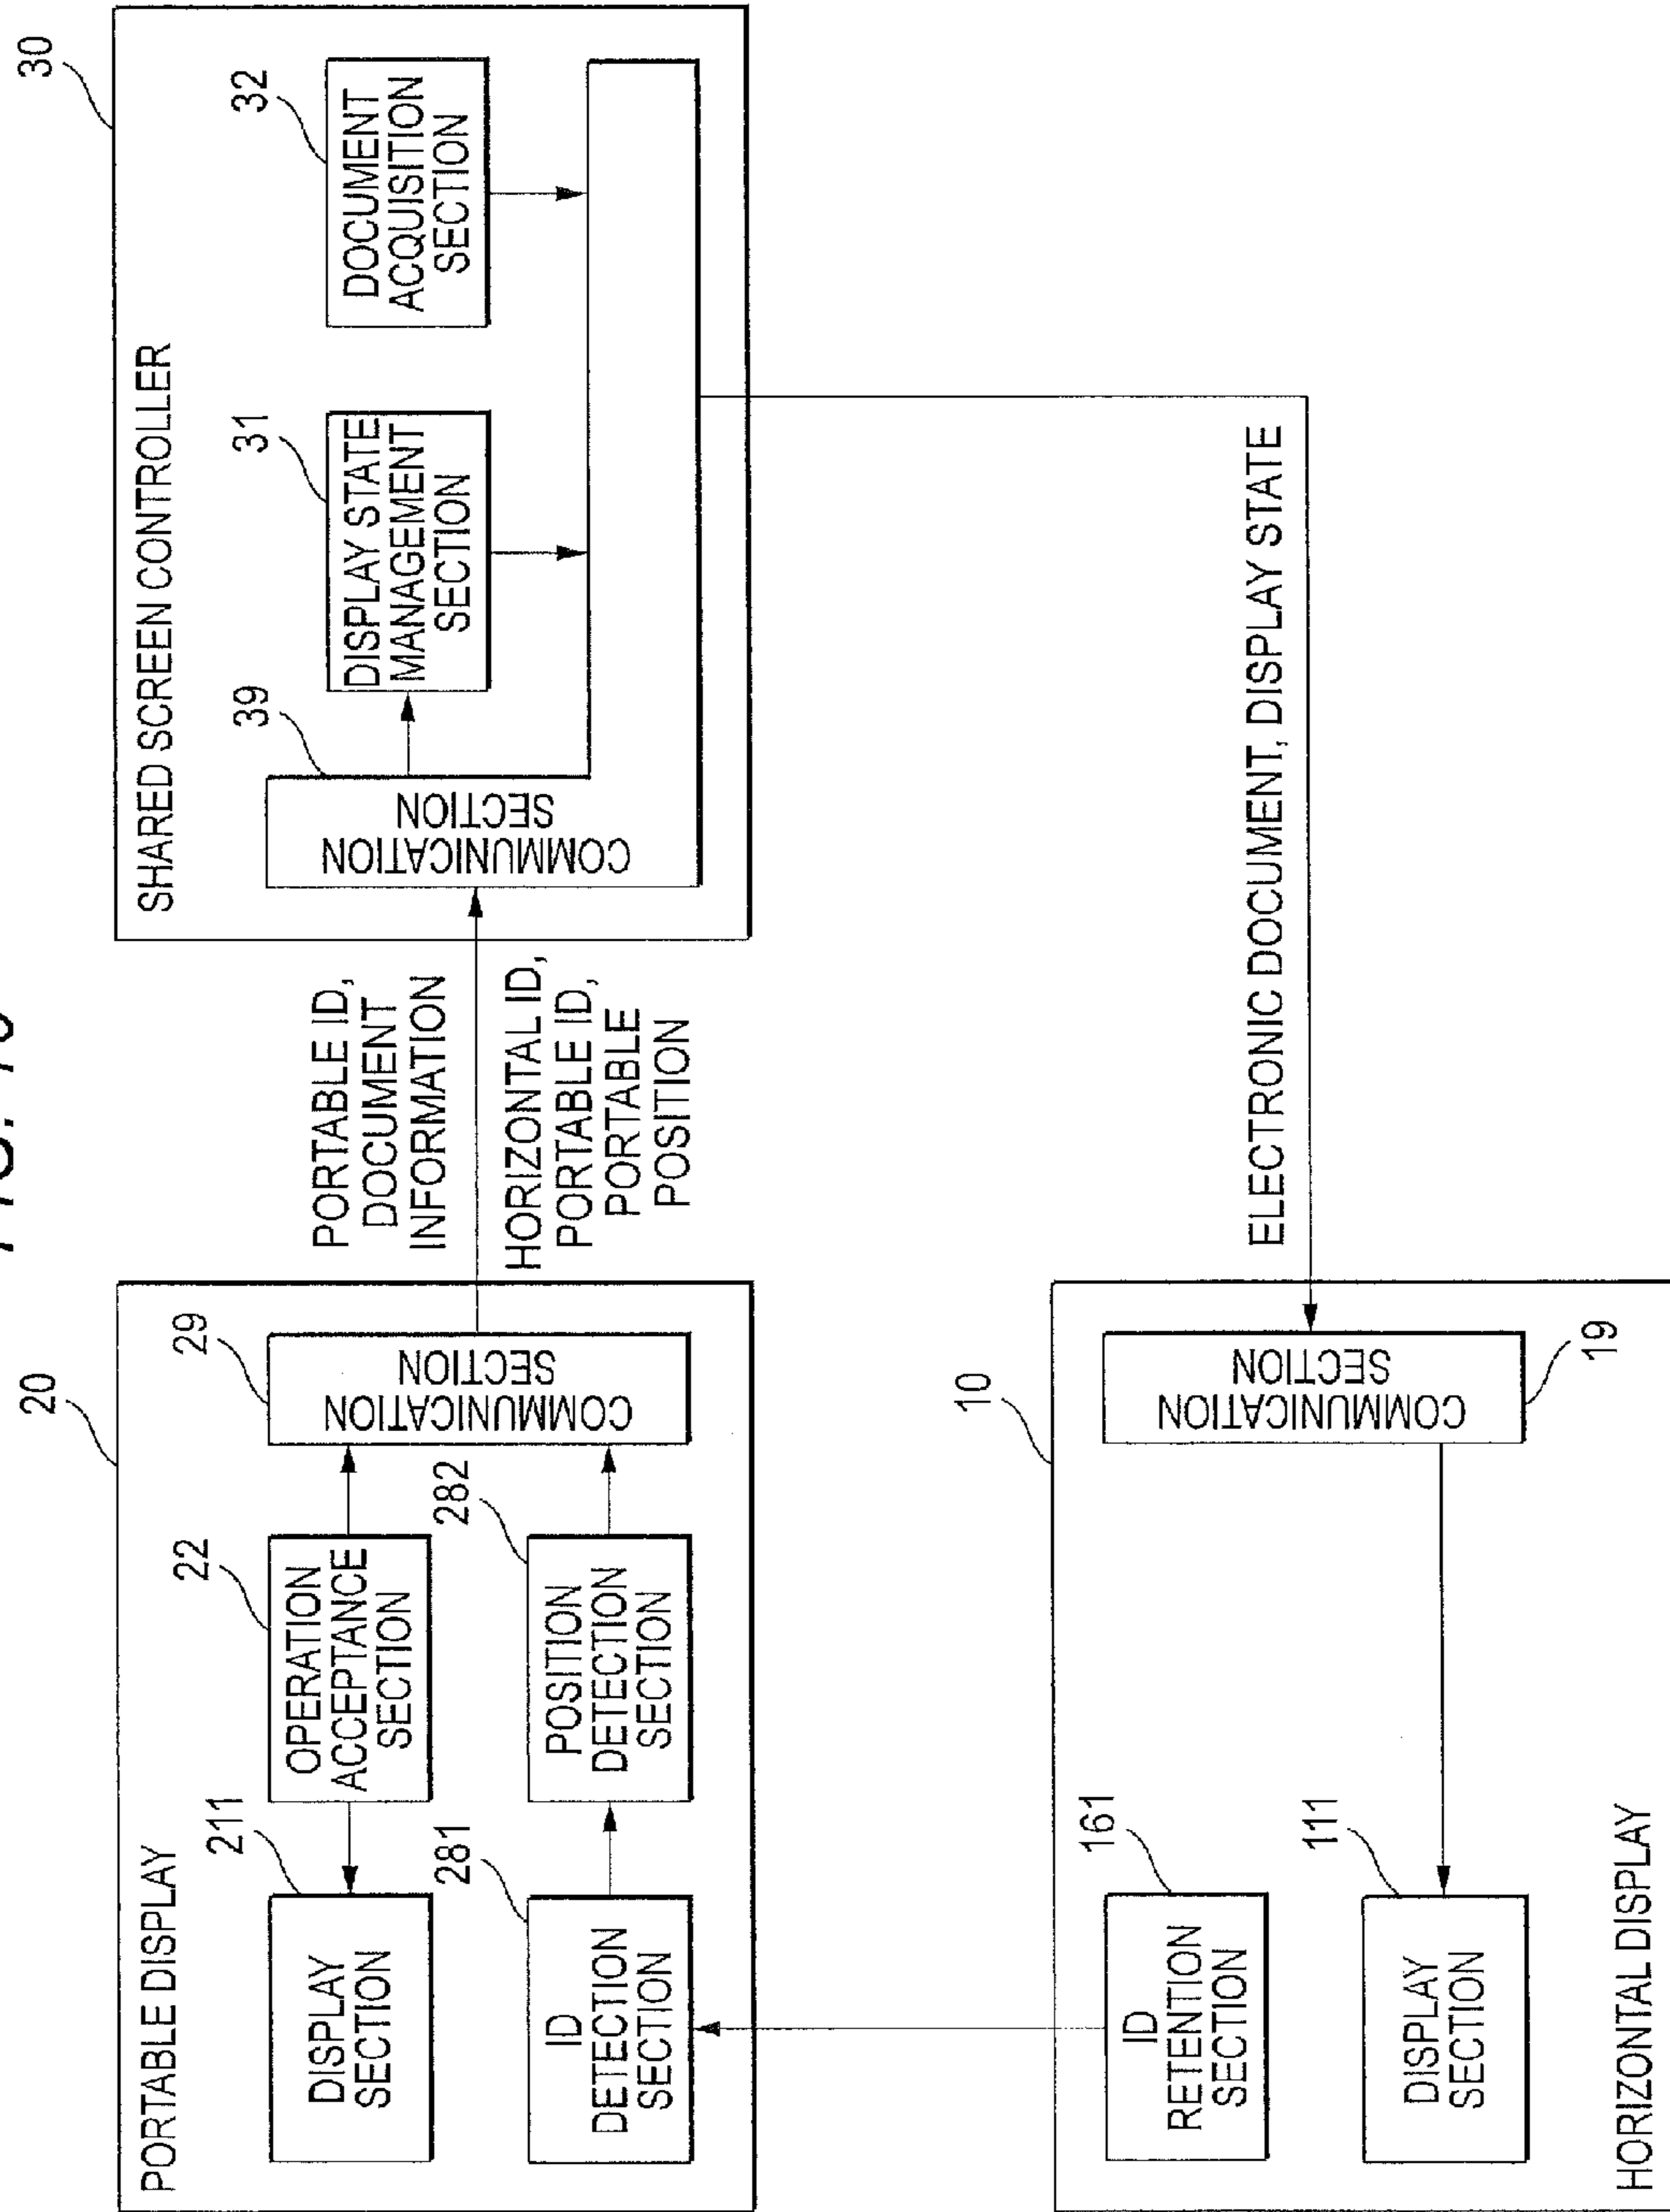 20
PORTABLE DISPLAY
211
DISPLAY
SECTION
22
OPERATION
ACCEPTANCE
SECTION
29
COMMUNICATION
SECTION
281
ID
DETECTION
SECTION
282
POSITION
DETECTION
SECTION
PORTABLE ID,
DOCUMENT
INFORMATION
HORIZONTAL ID,
PORTABLE ID,
PORTABLE
POSITION
30
SHARED SCREEN CONTROLLER
39
COMMUNICATION
SECTION
31
DISPLAY STATE
MANAGEMENT
SECTION
32
DOCUMENT
ACQUISITION
SECTION
ELECTRONIC DOCUMENT, DISPLAY STATE
10
161
ID
RETENTION
SECTION
111
DISPLAY
SECTION
COMMUNICATION
SECTION
19
HORIZONTAL DISPLAY